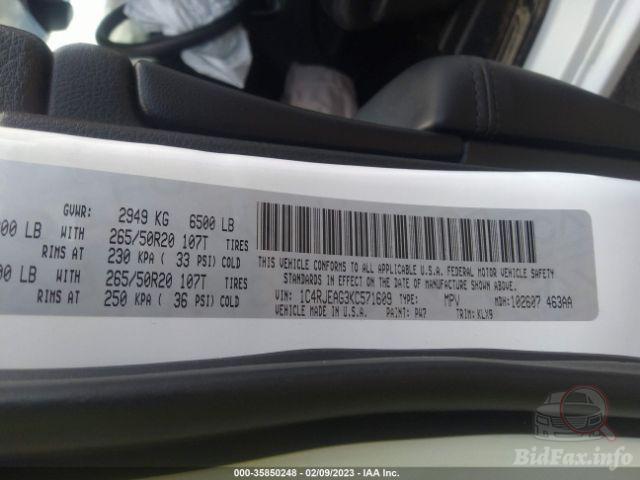 GVWR: 2949 KG 6500 LB
00 LB WITH 265/50R20 107T TIRES
RIMS AT 230 KPA ( 33 PSI) COLD
00 LB WITH 265/50R20 107T TIRES
RIMS AT 250 KPA ( 36 PSI) COLD
THIS VEHICLE CONFORMS TO ALL APPLICABLE U.S.A. FEDERAL MOTOR VEHICLE SAFETY
STANDARDS IN EFFECT ON THE DATE OF MANUFACTURE SHOWN ABOVE.
VIN: 1C4RJEAG3KC571609 TYPE: MPV MDH: 102607 463AA
VEHICLE MADE IN U.S.A. PAINT: PW7 TRIM: KLX9
BidFax.info
000-35850248 - 02/09/2023 - IAA Inc.